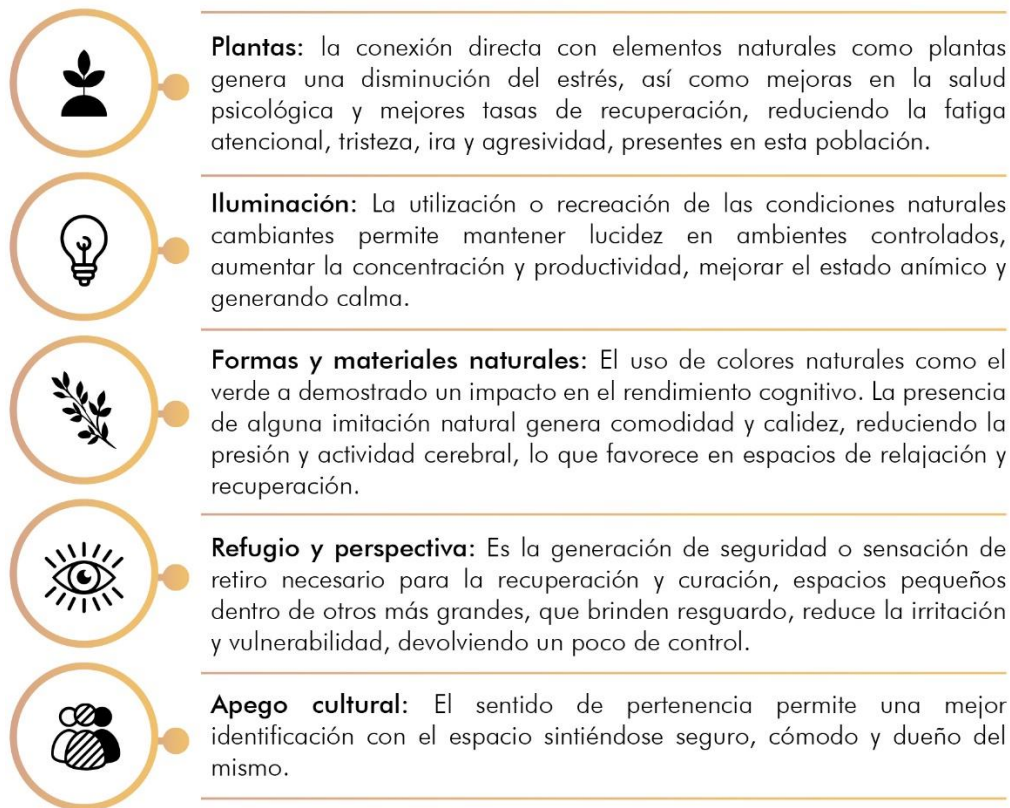 Plantas: la conexión directa con elementos naturales como plantas
genera una disminución del estrés, así como mejoras en la salud
psicológica y mejores tasas de recuperación, reduciendo la fatiga
atencional, tristeza, ira y agresividad, presentes en esta población.
Iluminación: La utilización o recreación de las condiciones naturales
cambiantes permite mantener lucidez en ambientes controlados,
aumentar la concentración y productividad, mejorar el estado anímico y
generando calma.
Formas y materiales naturales: El uso de colores naturales como el
verde a demostrado un impacto en el rendimiento cognitivo. La presencia
de alguna imitación natural genera comodidad y calidez, reduciendo la
presión y actividad cerebral, lo que favorece en espacios de relajación y
recuperación.
Refugio y perspectiva: Es la generación de seguridad o sensación de
retiro necesario para la recuperación y curación, espacios pequeños
dentro de otros más grandes, que brinden resguardo, reduce la irritación
y vulnerabilidad, devolviendo un poco de control.
Apego cultural: El sentido de pertenencia permite una mejor
identificación con el espacio sintiéndose seguro, cómodo y dueño del
mismo.